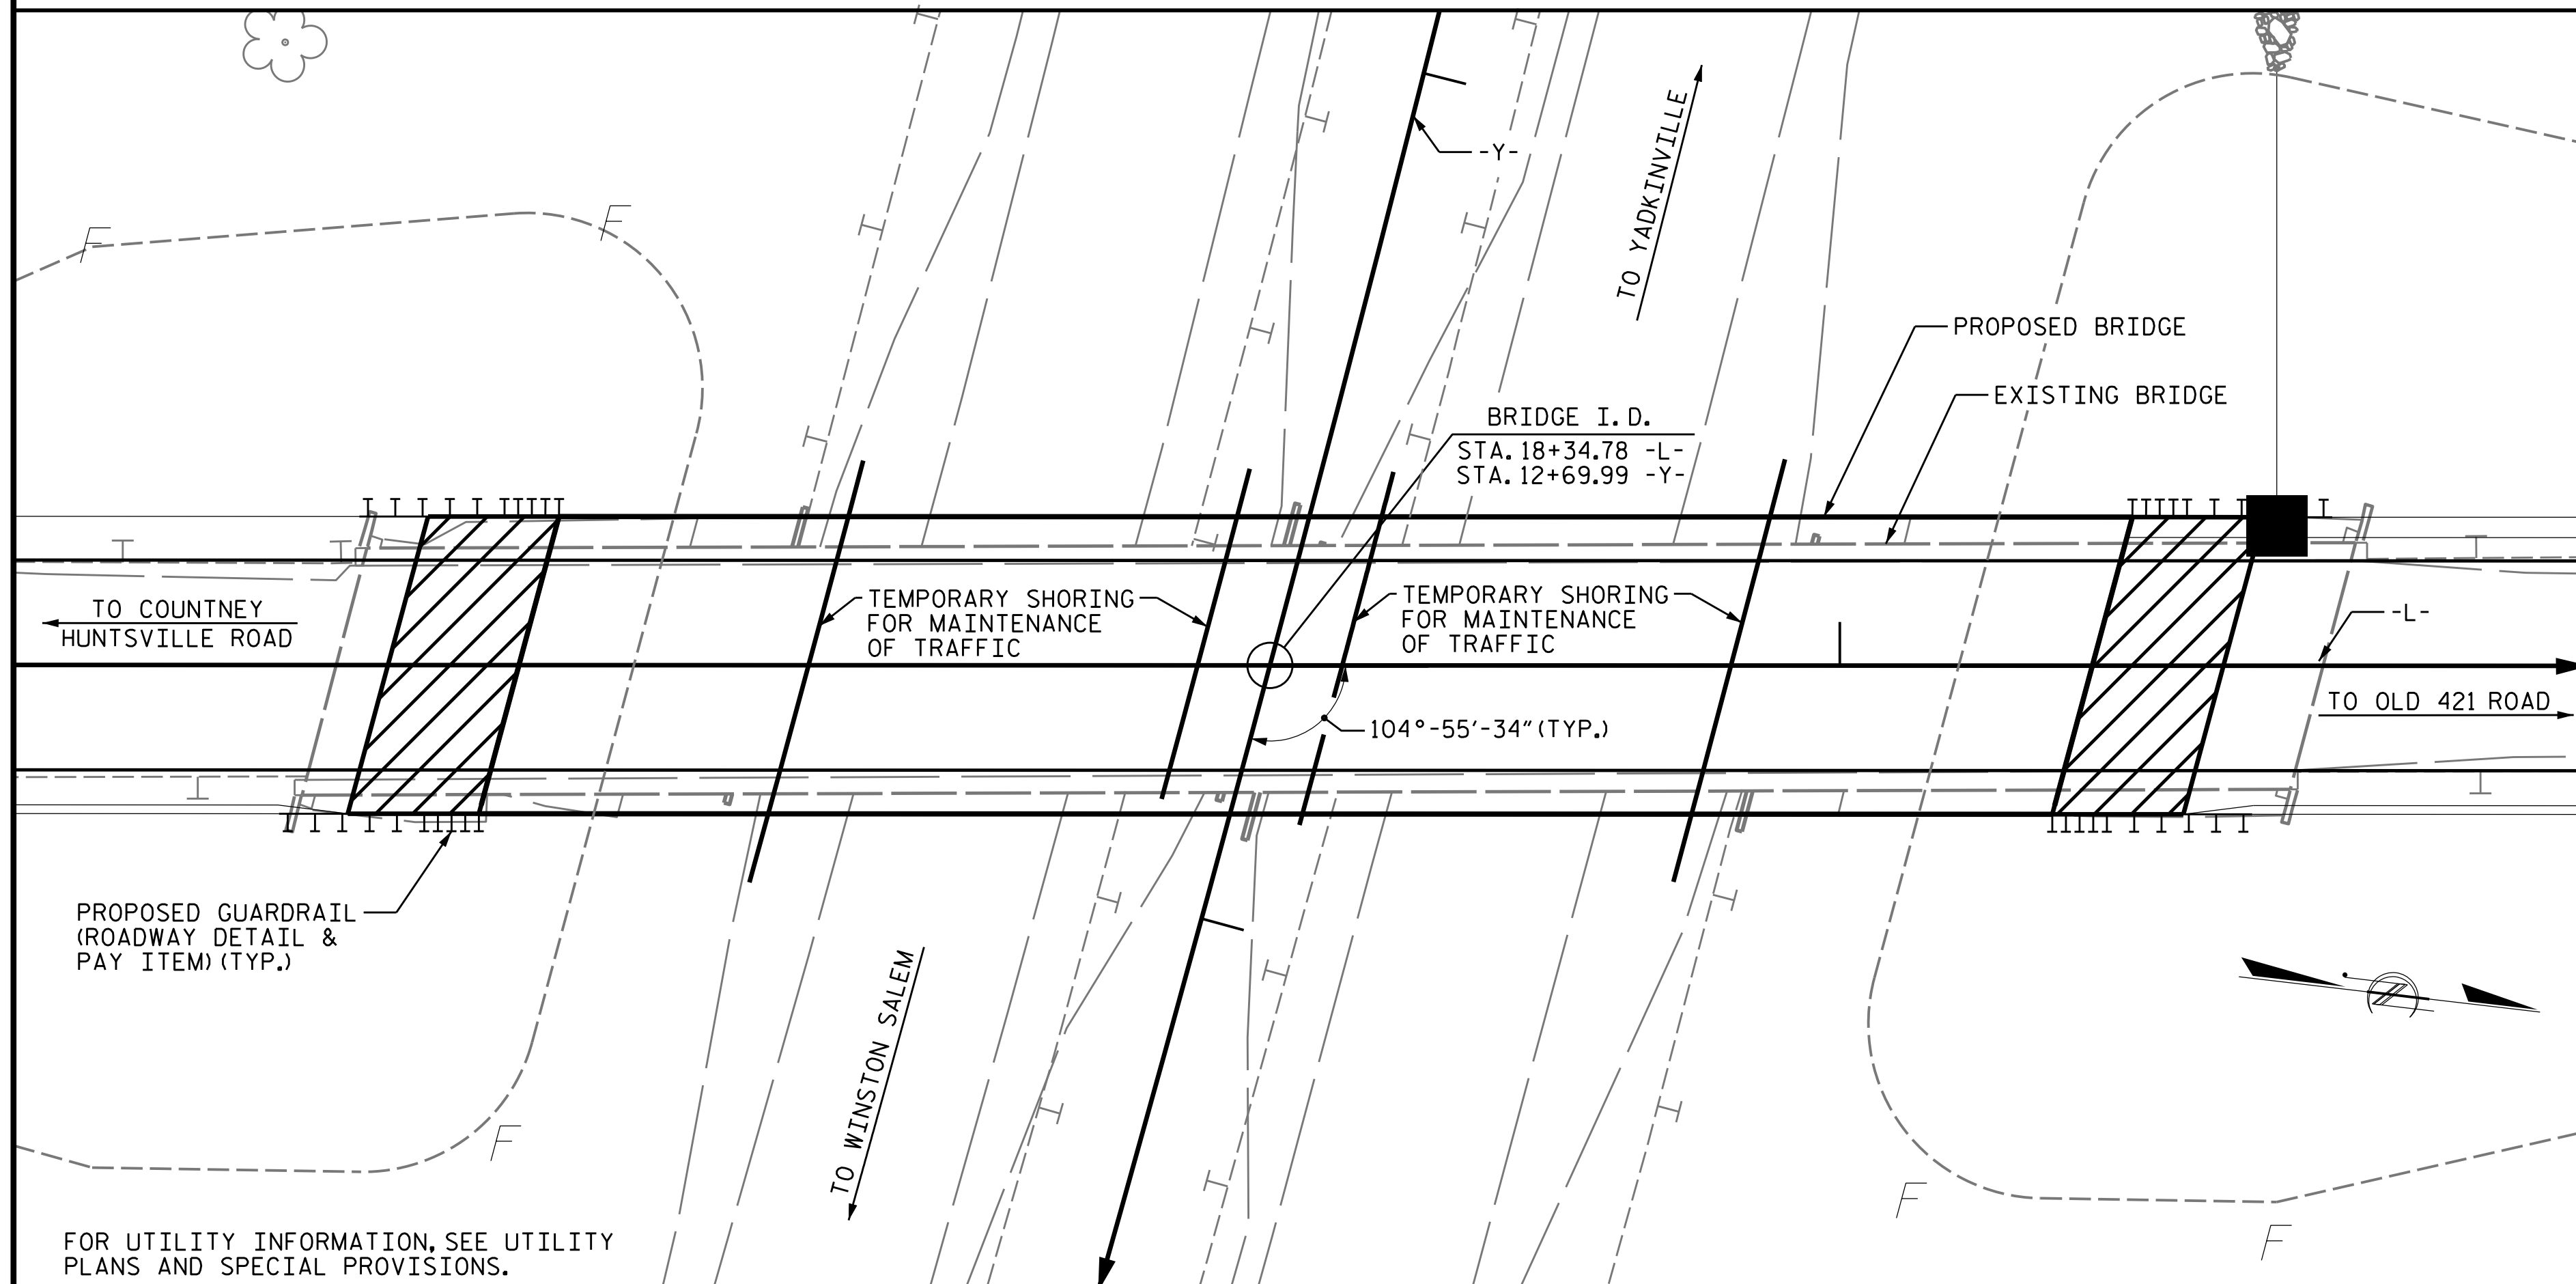 -Y-
TO YADKINVILLE
PROPOSED BRIDGE
EXISTING BRIDGE
BRIDGE I.D.
STA. 18+34.78 -L-
STA. 12+69.99 -Y-
F
F
TO COUNTNEY
HUNTSVILLE ROAD
TEMPORARY SHORING
FOR MAINTENANCE
OF TRAFFIC
TEMPORARY SHORING
FOR MAINTENANCE
OF TRAFFIC
-L-
TO OLD 421 ROAD
104°-55'-34" (TYP.)
PROPOSED GUARDRAIL
(ROADWAY DETAIL &
PAY ITEM) (TYP.)
TO WINSTON SALEM
F
F
F
FOR UTILITY INFORMATION, SEE UTILITY
PLANS AND SPECIAL PROVISIONS.